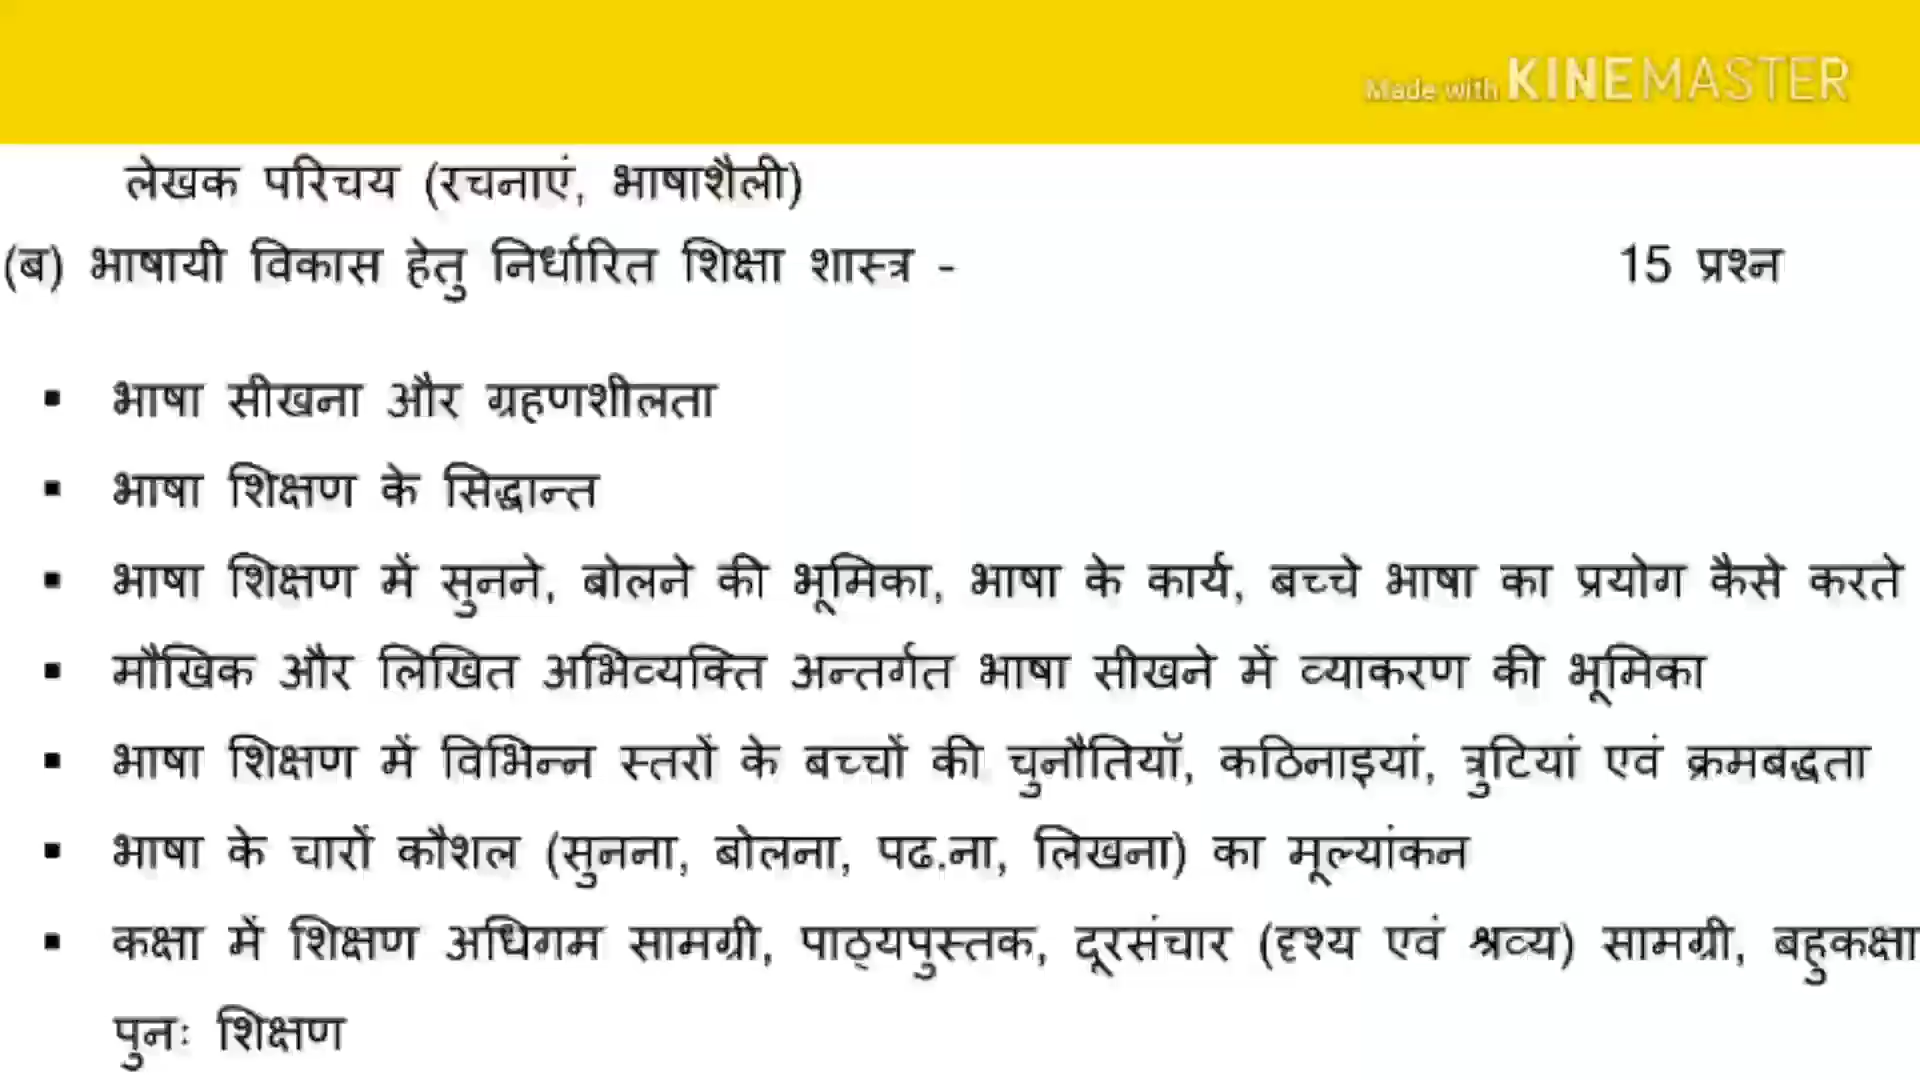 Made with KINEMASTER
लेखक परिचय (रचनाएं, भाषाशैली)
(ब) भाषायी विकास हेतु निर्धारित शिक्षा शास्त्र - 15 प्रश्न
▪ भाषा सीखना और ग्रहणशीलता
▪ भाषा शिक्षण के सिद्धान्त
▪ भाषा शिक्षण में सुनने, बोलने की भूमिका, भाषा के कार्य, बच्चे भाषा का प्रयोग कैसे करते
▪ मौखिक और लिखित अभिव्यक्ति अन्तर्गत भाषा सीखने में व्याकरण की भूमिका
▪ भाषा शिक्षण में विभिन्न स्तरों के बच्चों की चुनौतियॉ, कठिनाइयां, त्रुटियां एवं क्रमबद्धता
▪ भाषा के चारों कौशल (सुनना, बोलना, पढ.ना, लिखना) का मूल्यांकन
▪ कक्षा में शिक्षण अधिगम सामग्री, पाठ्यपुस्तक, दूरसंचार (दृश्य एवं श्रव्य) सामग्री, बहुकक्षा
पुनः शिक्षण